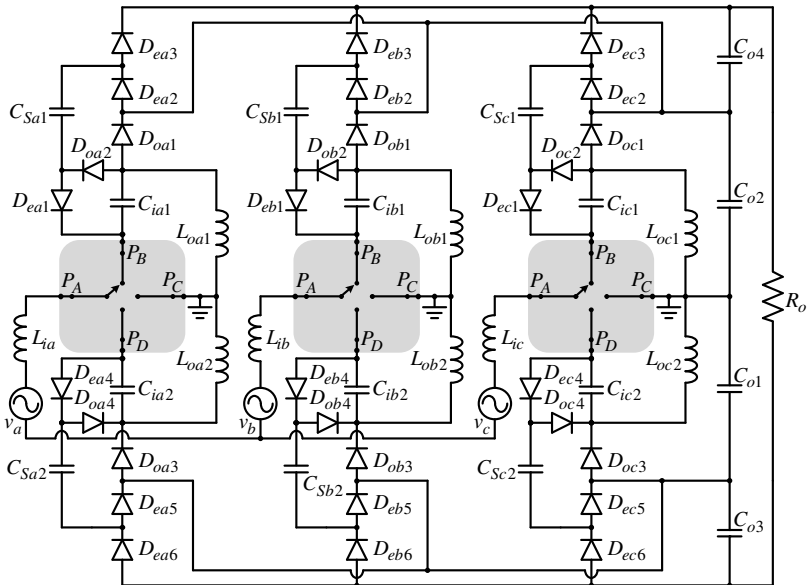 D_ea3 D_eb3 D_ec3 C_o4
D_ea2 D_eb2 D_ec2
C_Sa1 C_Sb1 C_Sc1
D_oa1 D_ob1 D_oc1
D_oa2 D_ob2 D_oc2
D_ea1 C_ia1 D_eb1 C_ib1 D_ec1 C_ic1 C_o2
L_oa1 L_ob1 L_oc1
P_B P_B P_B
P_A P_C P_A P_C P_A P_C
R_o
L_ia P_D L_ib P_D L_ic P_D
L_oa2 L_ob2 L_oc2
D_ea4 D_eb4 D_ec4
C_ia2 C_ib2 C_ic2 C_o1
D_oa4 D_ob4 D_oc4
v_a v_b v_c
D_oa3 D_ob3 D_oc3
C_Sa2 C_Sb2 C_Sc2
D_ea5 D_eb5 D_ec5
C_o3
D_ea6 D_eb6 D_ec6